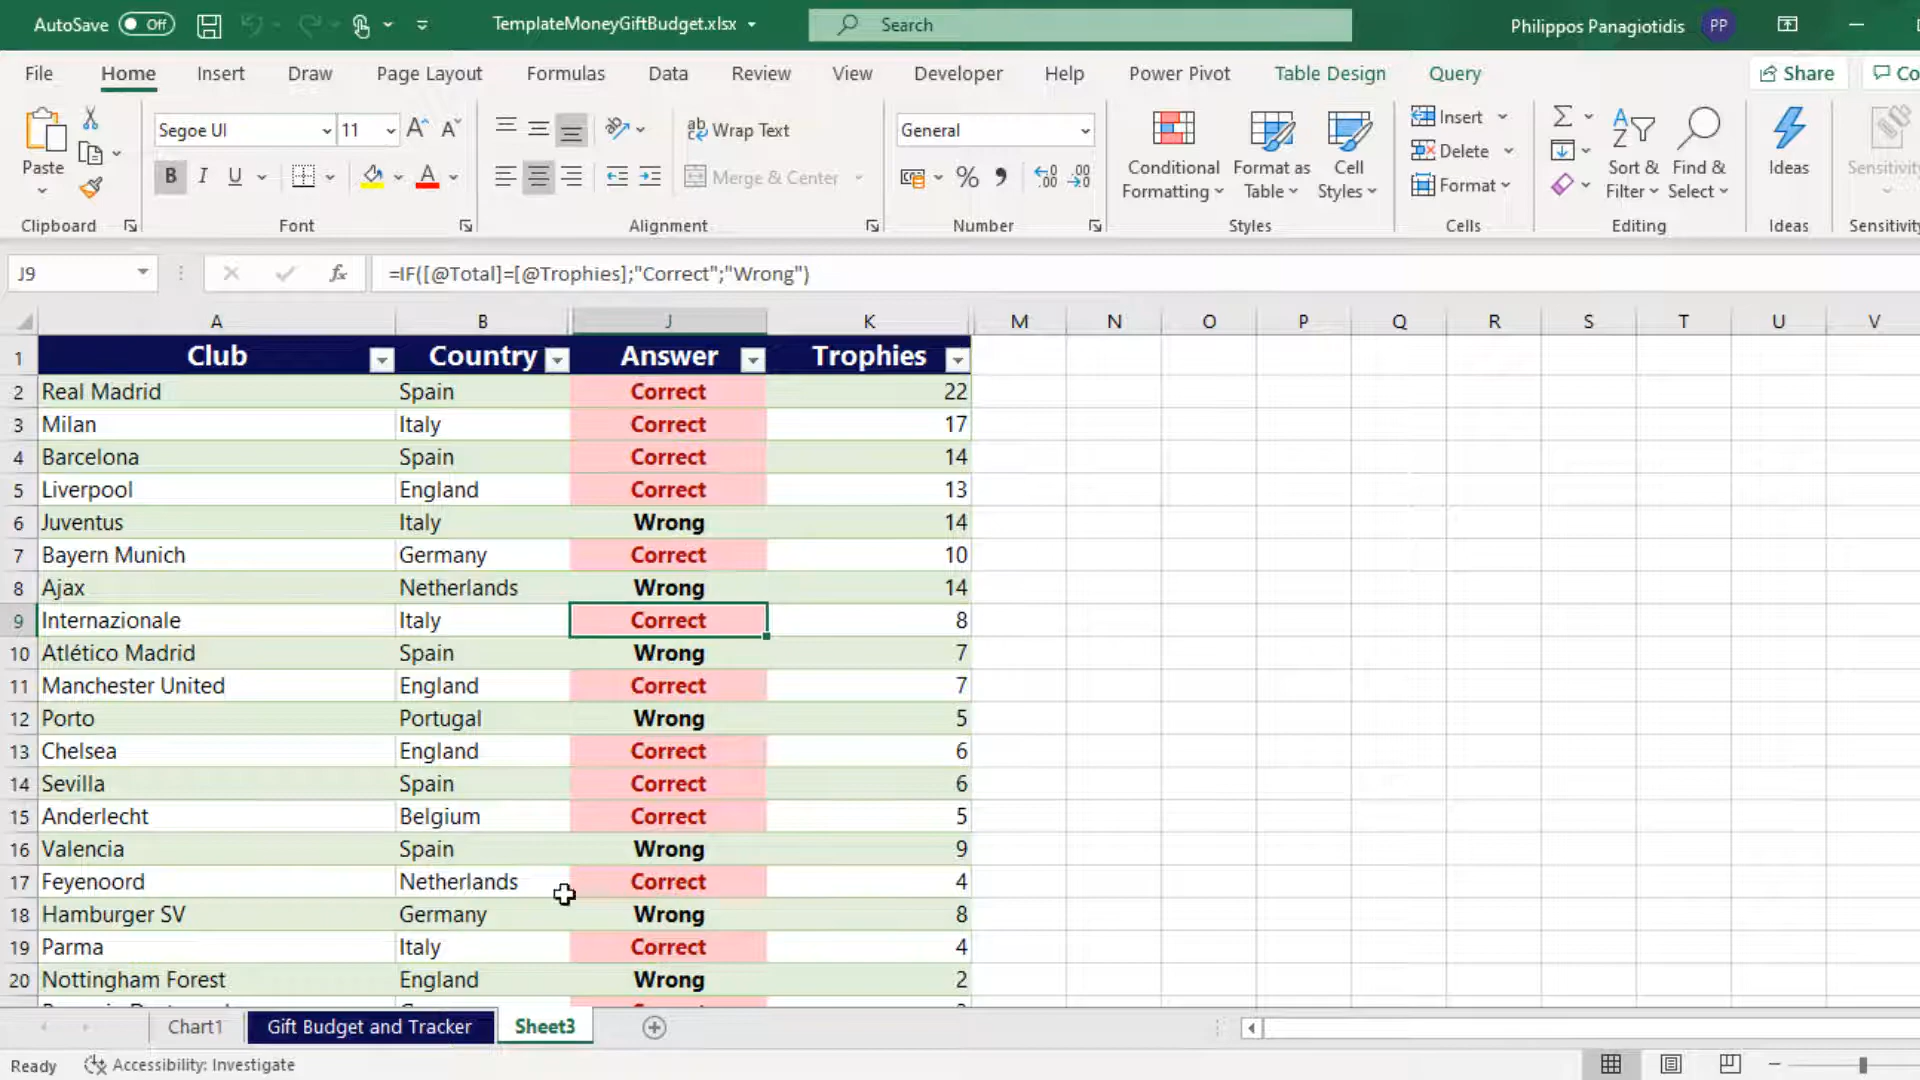 AutoSave Off TemplateMoneyGiftBudget.xlsx Search Philippos Panagiotidis PP
File Home Insert Draw Page Layout Formulas Data Review View Developer Help Power Pivot Table Design Query Share Co
Paste
Segoe UI 11
B I U
Wrap Text
Merge & Center
General
Conditional Formatting
Format as Table
Cell Styles
Insert
Delete
Format
Sort & Filter
Find & Select
Ideas
Sensitivity
Clipboard Font Alignment Number Styles Cells Editing Ideas Sensitivity
J9 fx =IF([@Total]=[@Trophies];"Correct";"Wrong")
A B J K M N O P Q R S T U V
1 Club Country Answer Trophies
2 Real Madrid Spain Correct 22
3 Milan Italy Correct 17
4 Barcelona Spain Correct 14
5 Liverpool England Correct 13
6 Juventus Italy Wrong 14
7 Bayern Munich Germany Correct 10
8 Ajax Netherlands Wrong 14
9 Internazionale Italy Correct 8
10 Atlético Madrid Spain Wrong 7
11 Manchester United England Correct 7
12 Porto Portugal Wrong 5
13 Chelsea England Correct 6
14 Sevilla Spain Correct 6
15 Anderlecht Belgium Correct 5
16 Valencia Spain Wrong 9
17 Feyenoord Netherlands Correct 4
18 Hamburger SV Germany Wrong 8
19 Parma Italy Correct 4
20 Nottingham Forest England Wrong 2
Chart1 Gift Budget and Tracker Sheet3
Ready Accessibility: Investigate